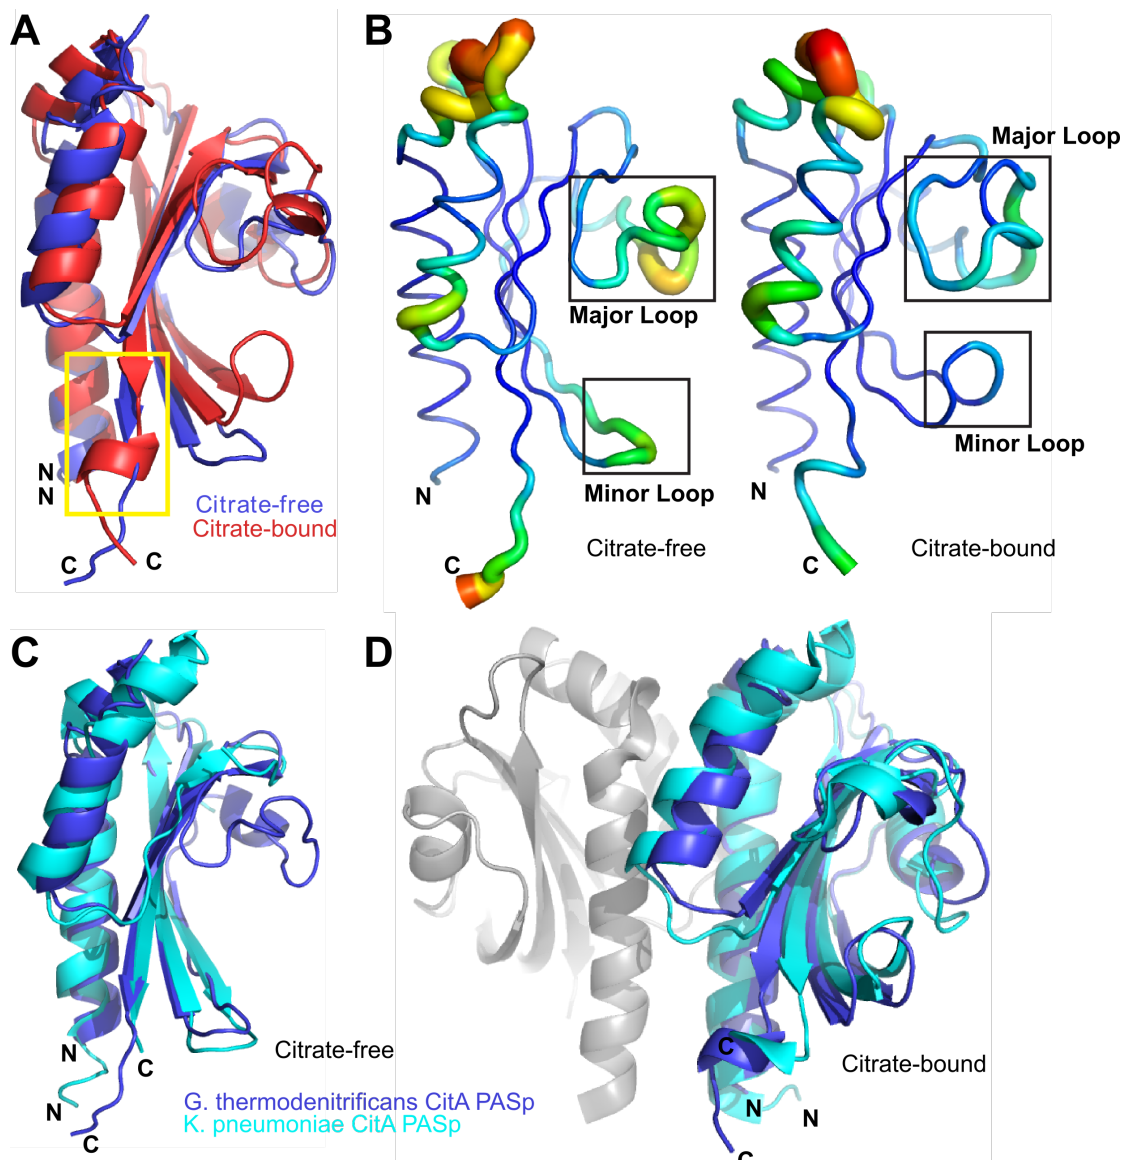 A
N
N
C
C
Citrate-free
Citrate-bound
B
Major Loop
Minor Loop
N
C
Citrate-free
Major Loop
Minor Loop
N
C
Citrate-bound
C
N
C
N
C
Citrate-free
G. thermodenitrificans CitA PASp
K. pneumoniae CitA PASp
D
C
N
N
C
Citrate-bound